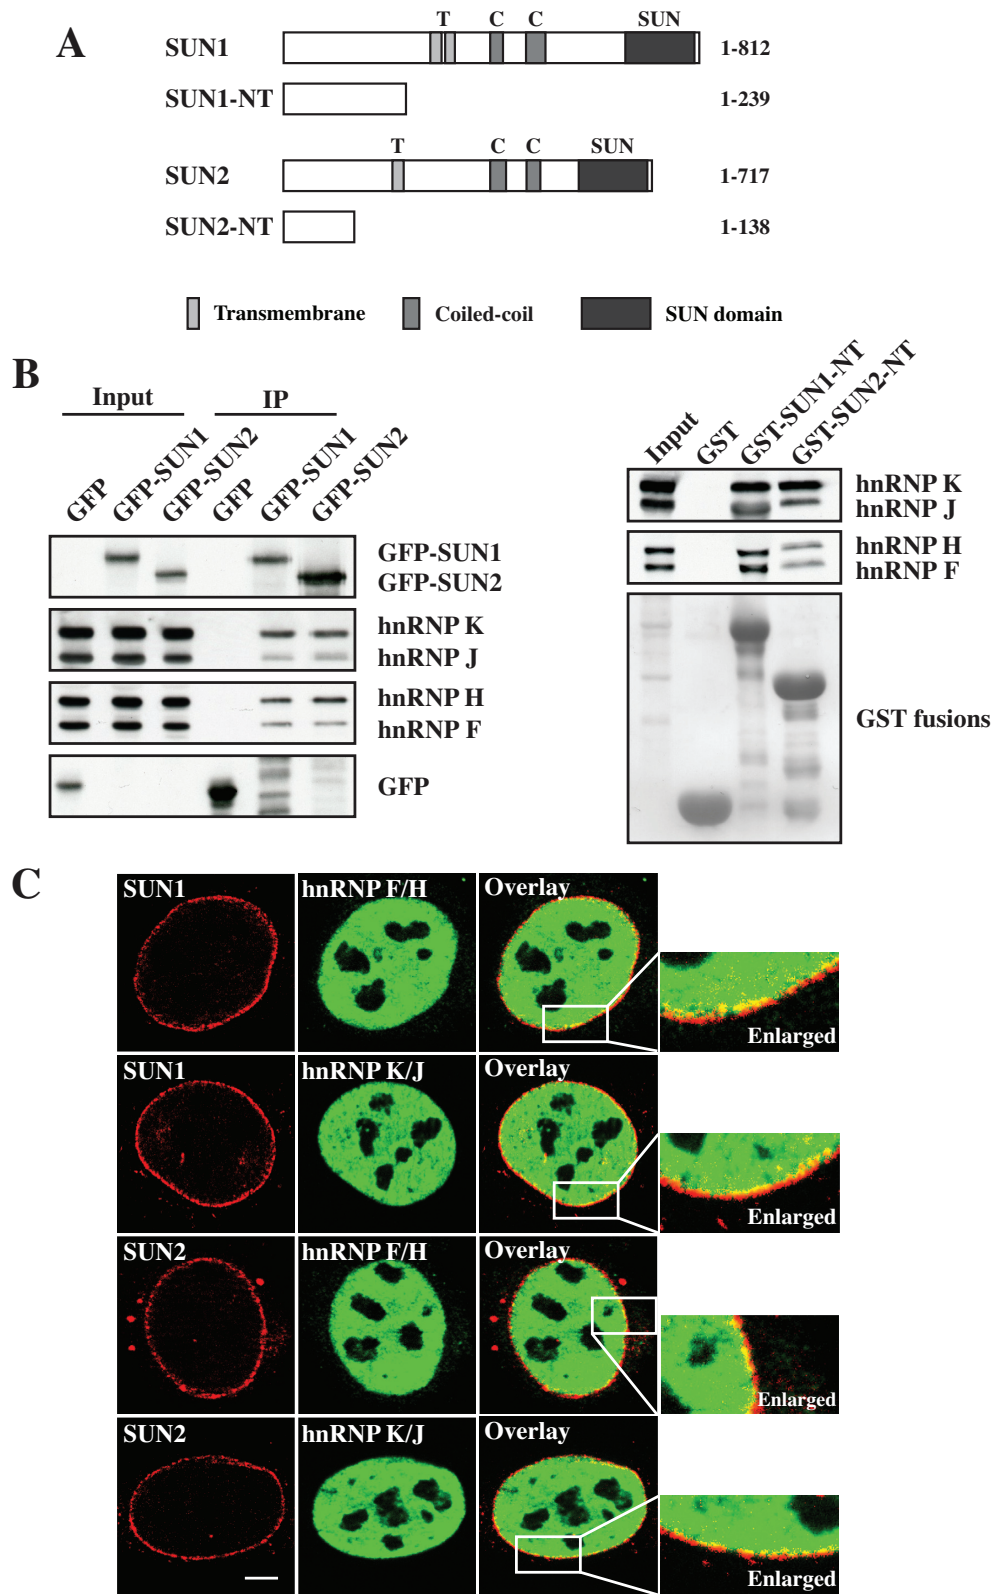 A
T C C SUN
SUN1 1-812
SUN1-NT 1-239
T C C SUN
SUN2 1-717
SUN2-NT 1-138
Transmembrane Coiled-coil SUN domain
B
Input IP
GFP GFP-SUN1 GFP-SUN2 GFP GFP-SUN1 GFP-SUN2
GFP-SUN1
GFP-SUN2
hnRNP K
hnRNP J
hnRNP H
hnRNP F
GFP
Input GST GST-SUN1-NT GST-SUN2-NT
hnRNP K
hnRNP J
hnRNP H
hnRNP F
GST fusions
C
SUN1 hnRNP F/H Overlay
Enlarged
SUN1 hnRNP K/J Overlay
Enlarged
SUN2 hnRNP F/H Overlay
Enlarged
SUN2 hnRNP K/J Overlay
Enlarged